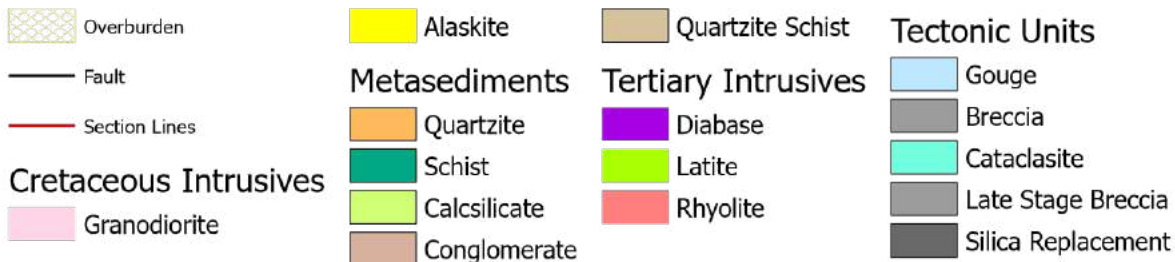 Overburden
Fault
Section Lines
Cretaceous Intrusives
Granodiorite
Alaskite
Metasediments
Quartzite
Schist
Calcsilicate
Conglomerate
Quartzite Schist
Tertiary Intrusives
Diabase
Latite
Rhyolite
Tectonic Units
Gouge
Breccia
Cataclasite
Late Stage Breccia
Silica Replacement